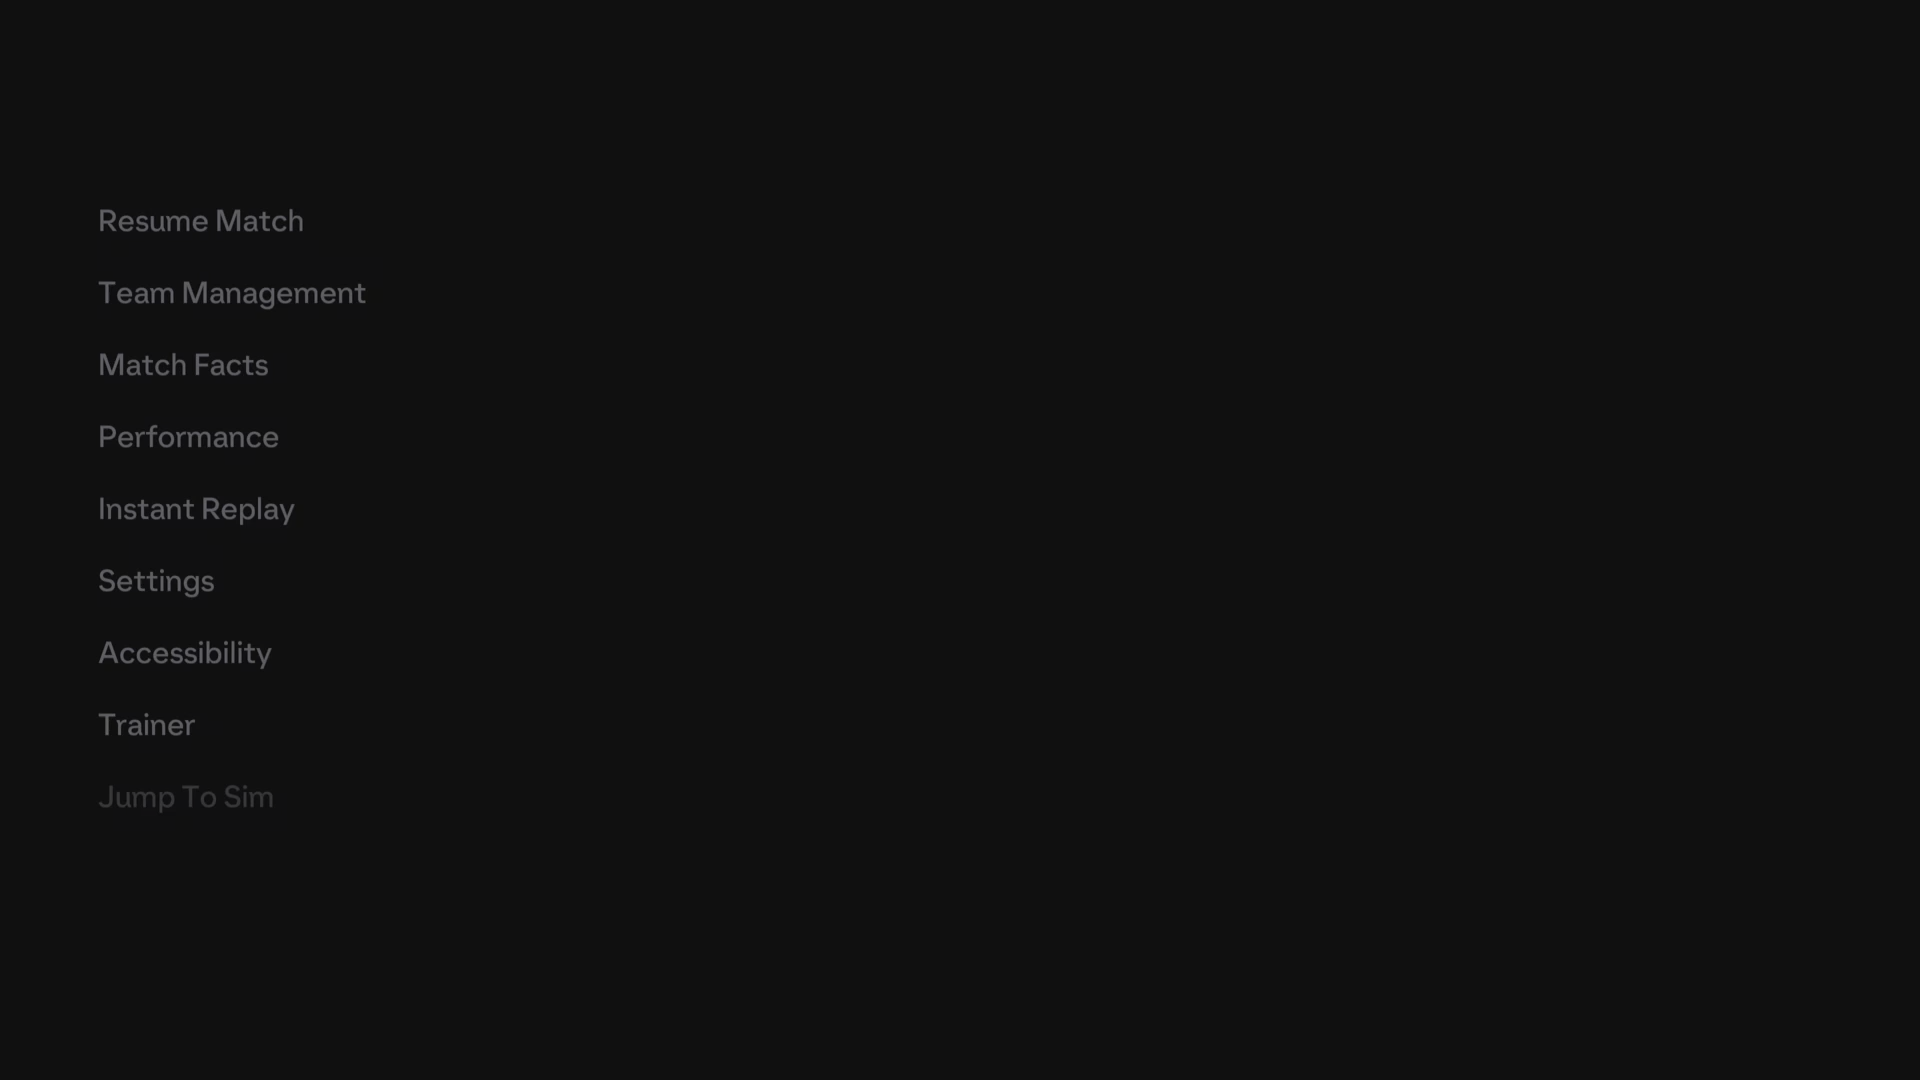 Resume Match
Team Management
Match Facts
Performance
Instant Replay
Settings
Accessibility
Trainer
Jump To Sim